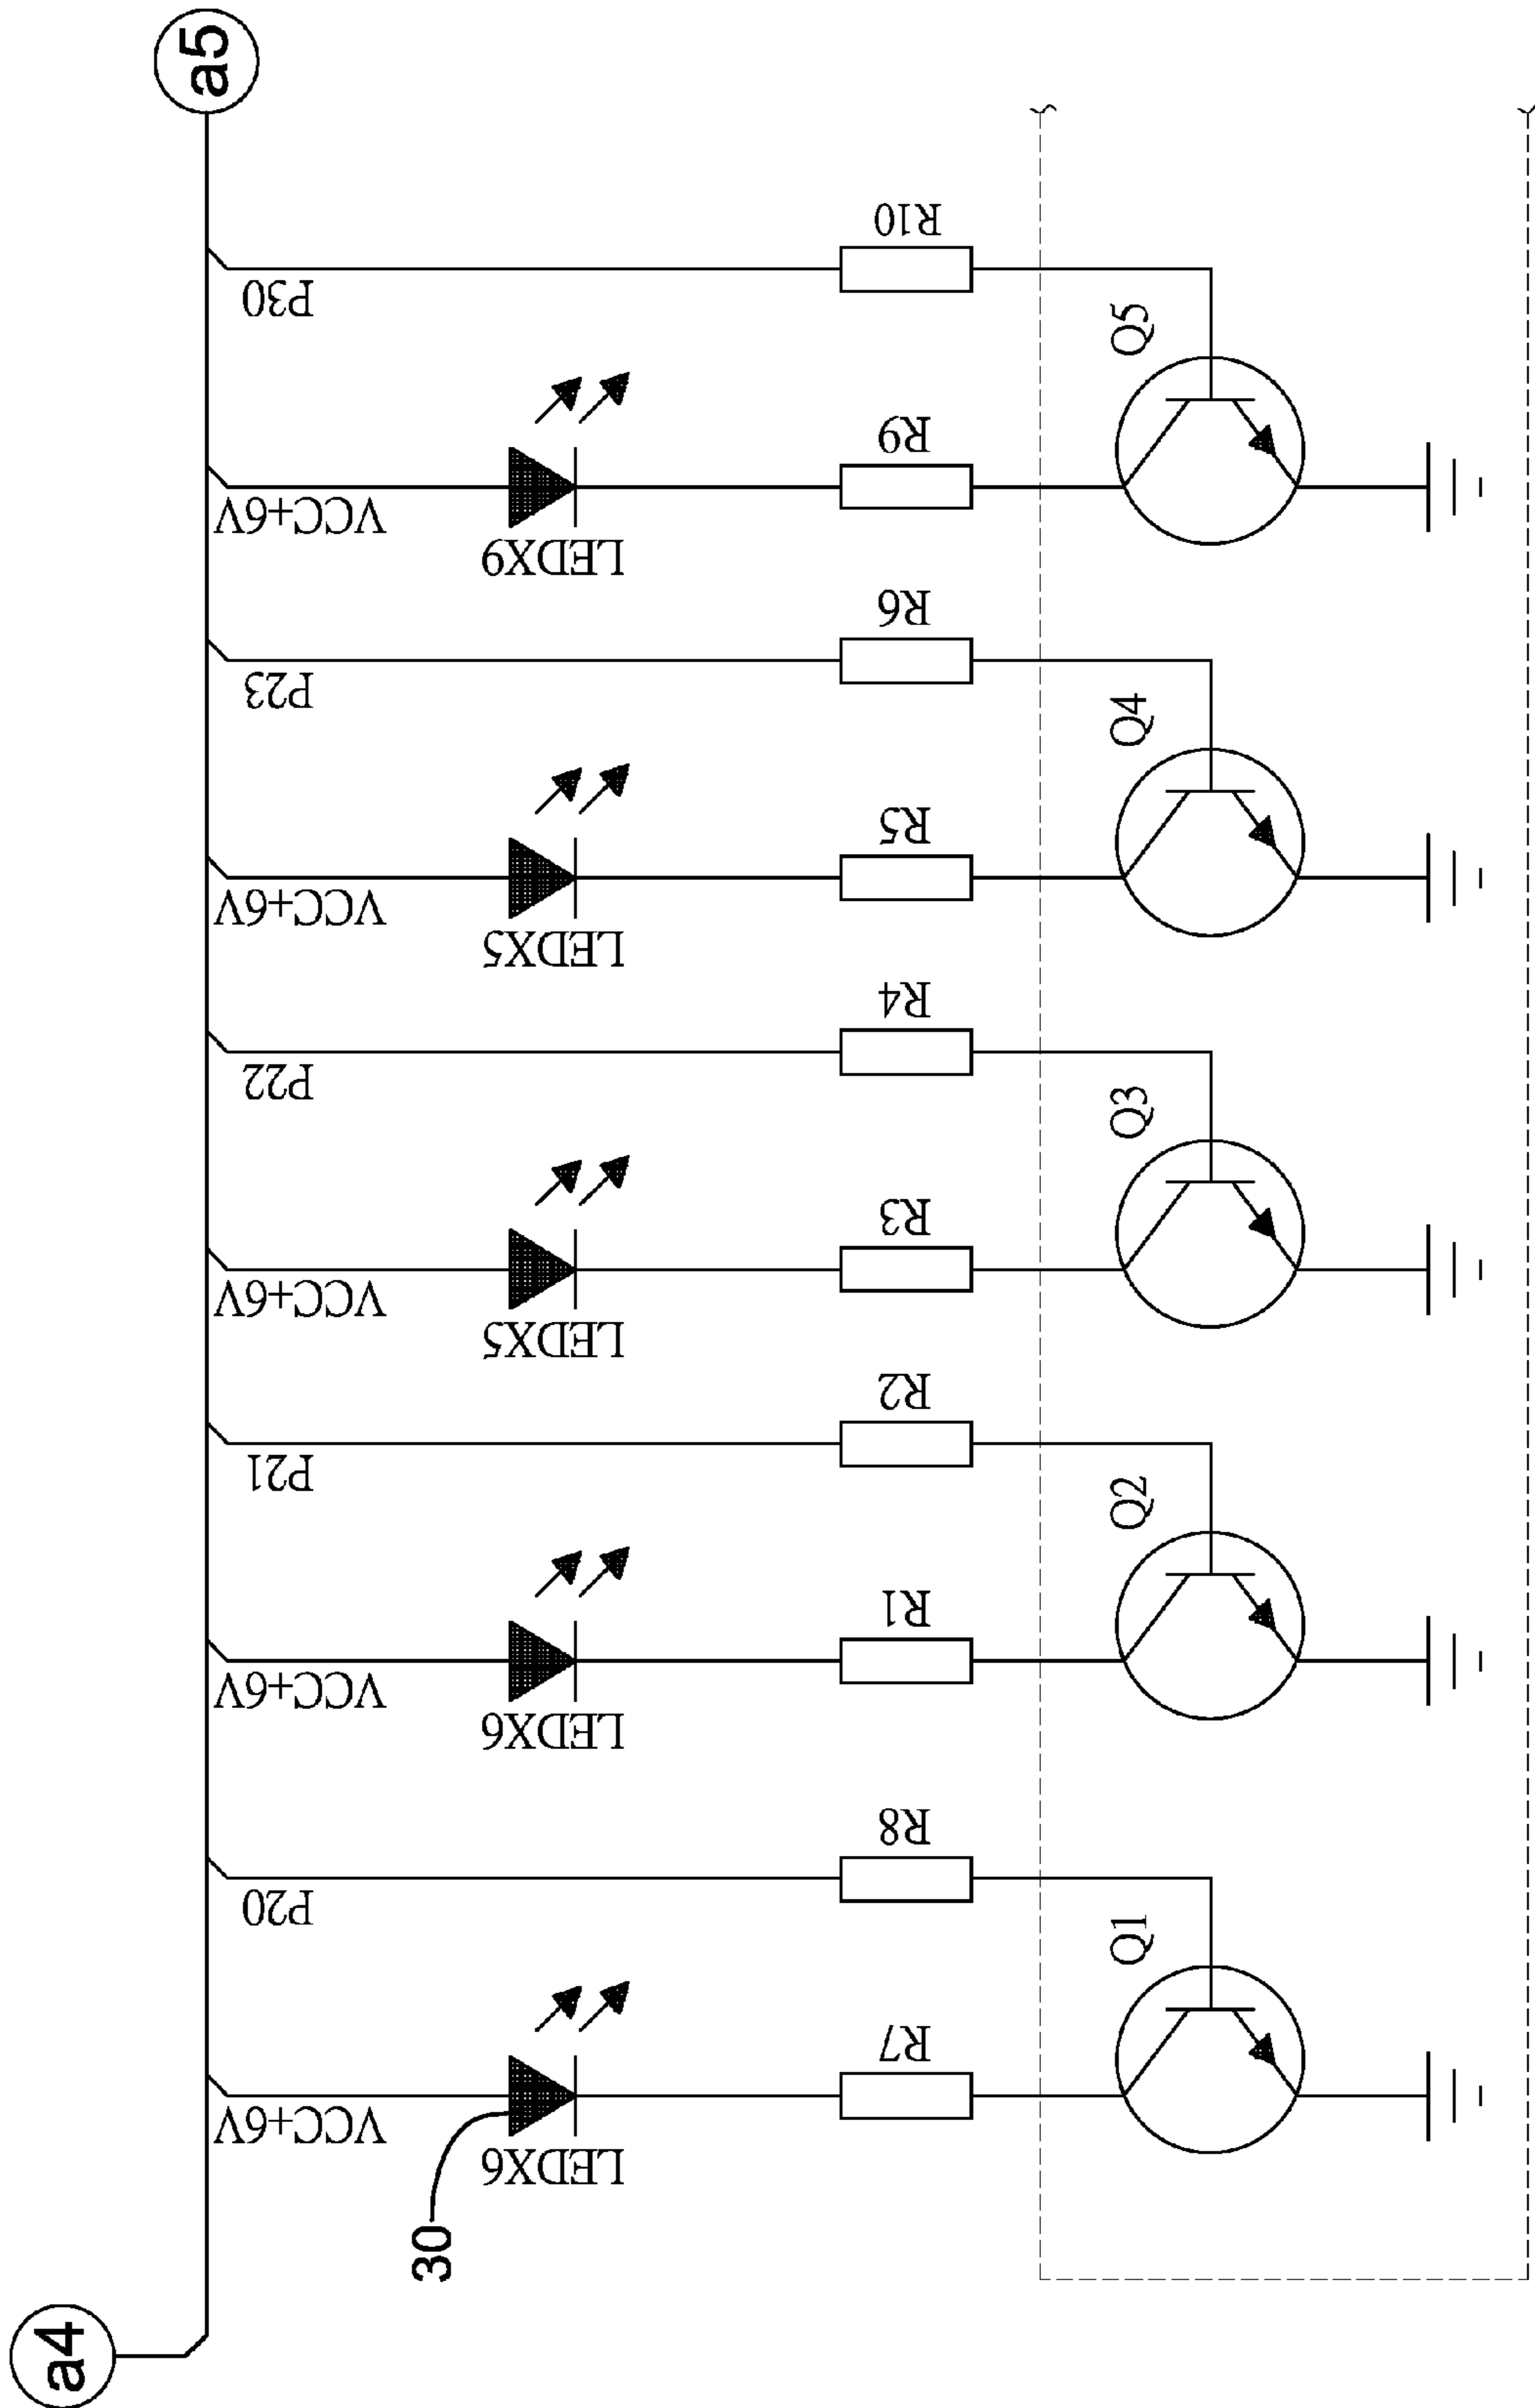 a5
P30
R10
VCC+6V
LEDX9
R9
Q5
P23
R6
VCC+6V
LEDX5
R5
Q4
P22
R4
VCC+6V
LEDX5
R3
Q3
P21
R2
VCC+6V
LEDX6
R1
Q2
P20
R8
VCC+6V
LEDX6
R7
Q1
30
a4